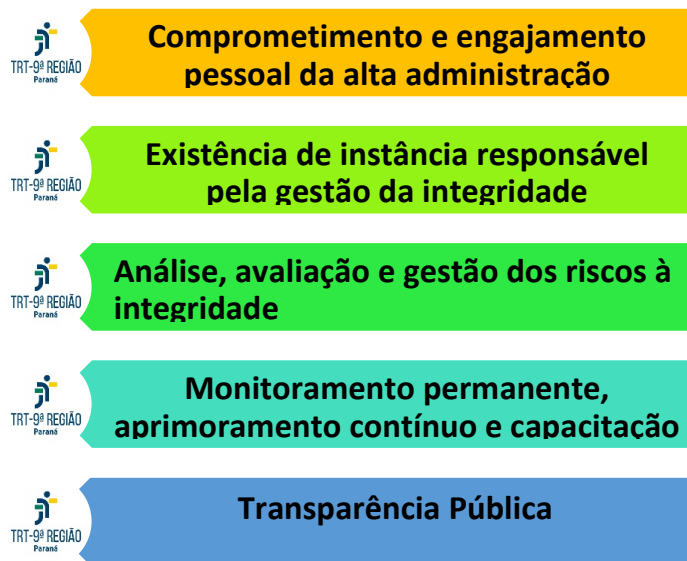 TRT-9ª REGIÃO
Paraná
Comprometimento e engajamento
pessoal da alta administração
TRT-9ª REGIÃO
Paraná
Existência de instância responsável
pela gestão da integridade
TRT-9ª REGIÃO
Paraná
Análise, avaliação e gestão dos riscos à
integridade
TRT-9ª REGIÃO
Paraná
Monitoramento permanente,
aprimoramento contínuo e capacitação
TRT-9ª REGIÃO
Paraná
Transparência Pública